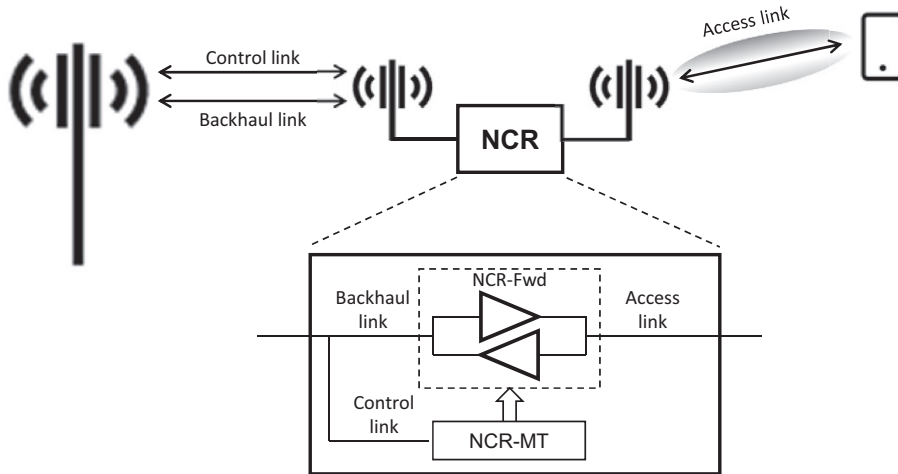 Access link
Control link
Backhaul link
NCR
NCR-Fwd
Backhaul
link
Access
link
Control
link
NCR-MT